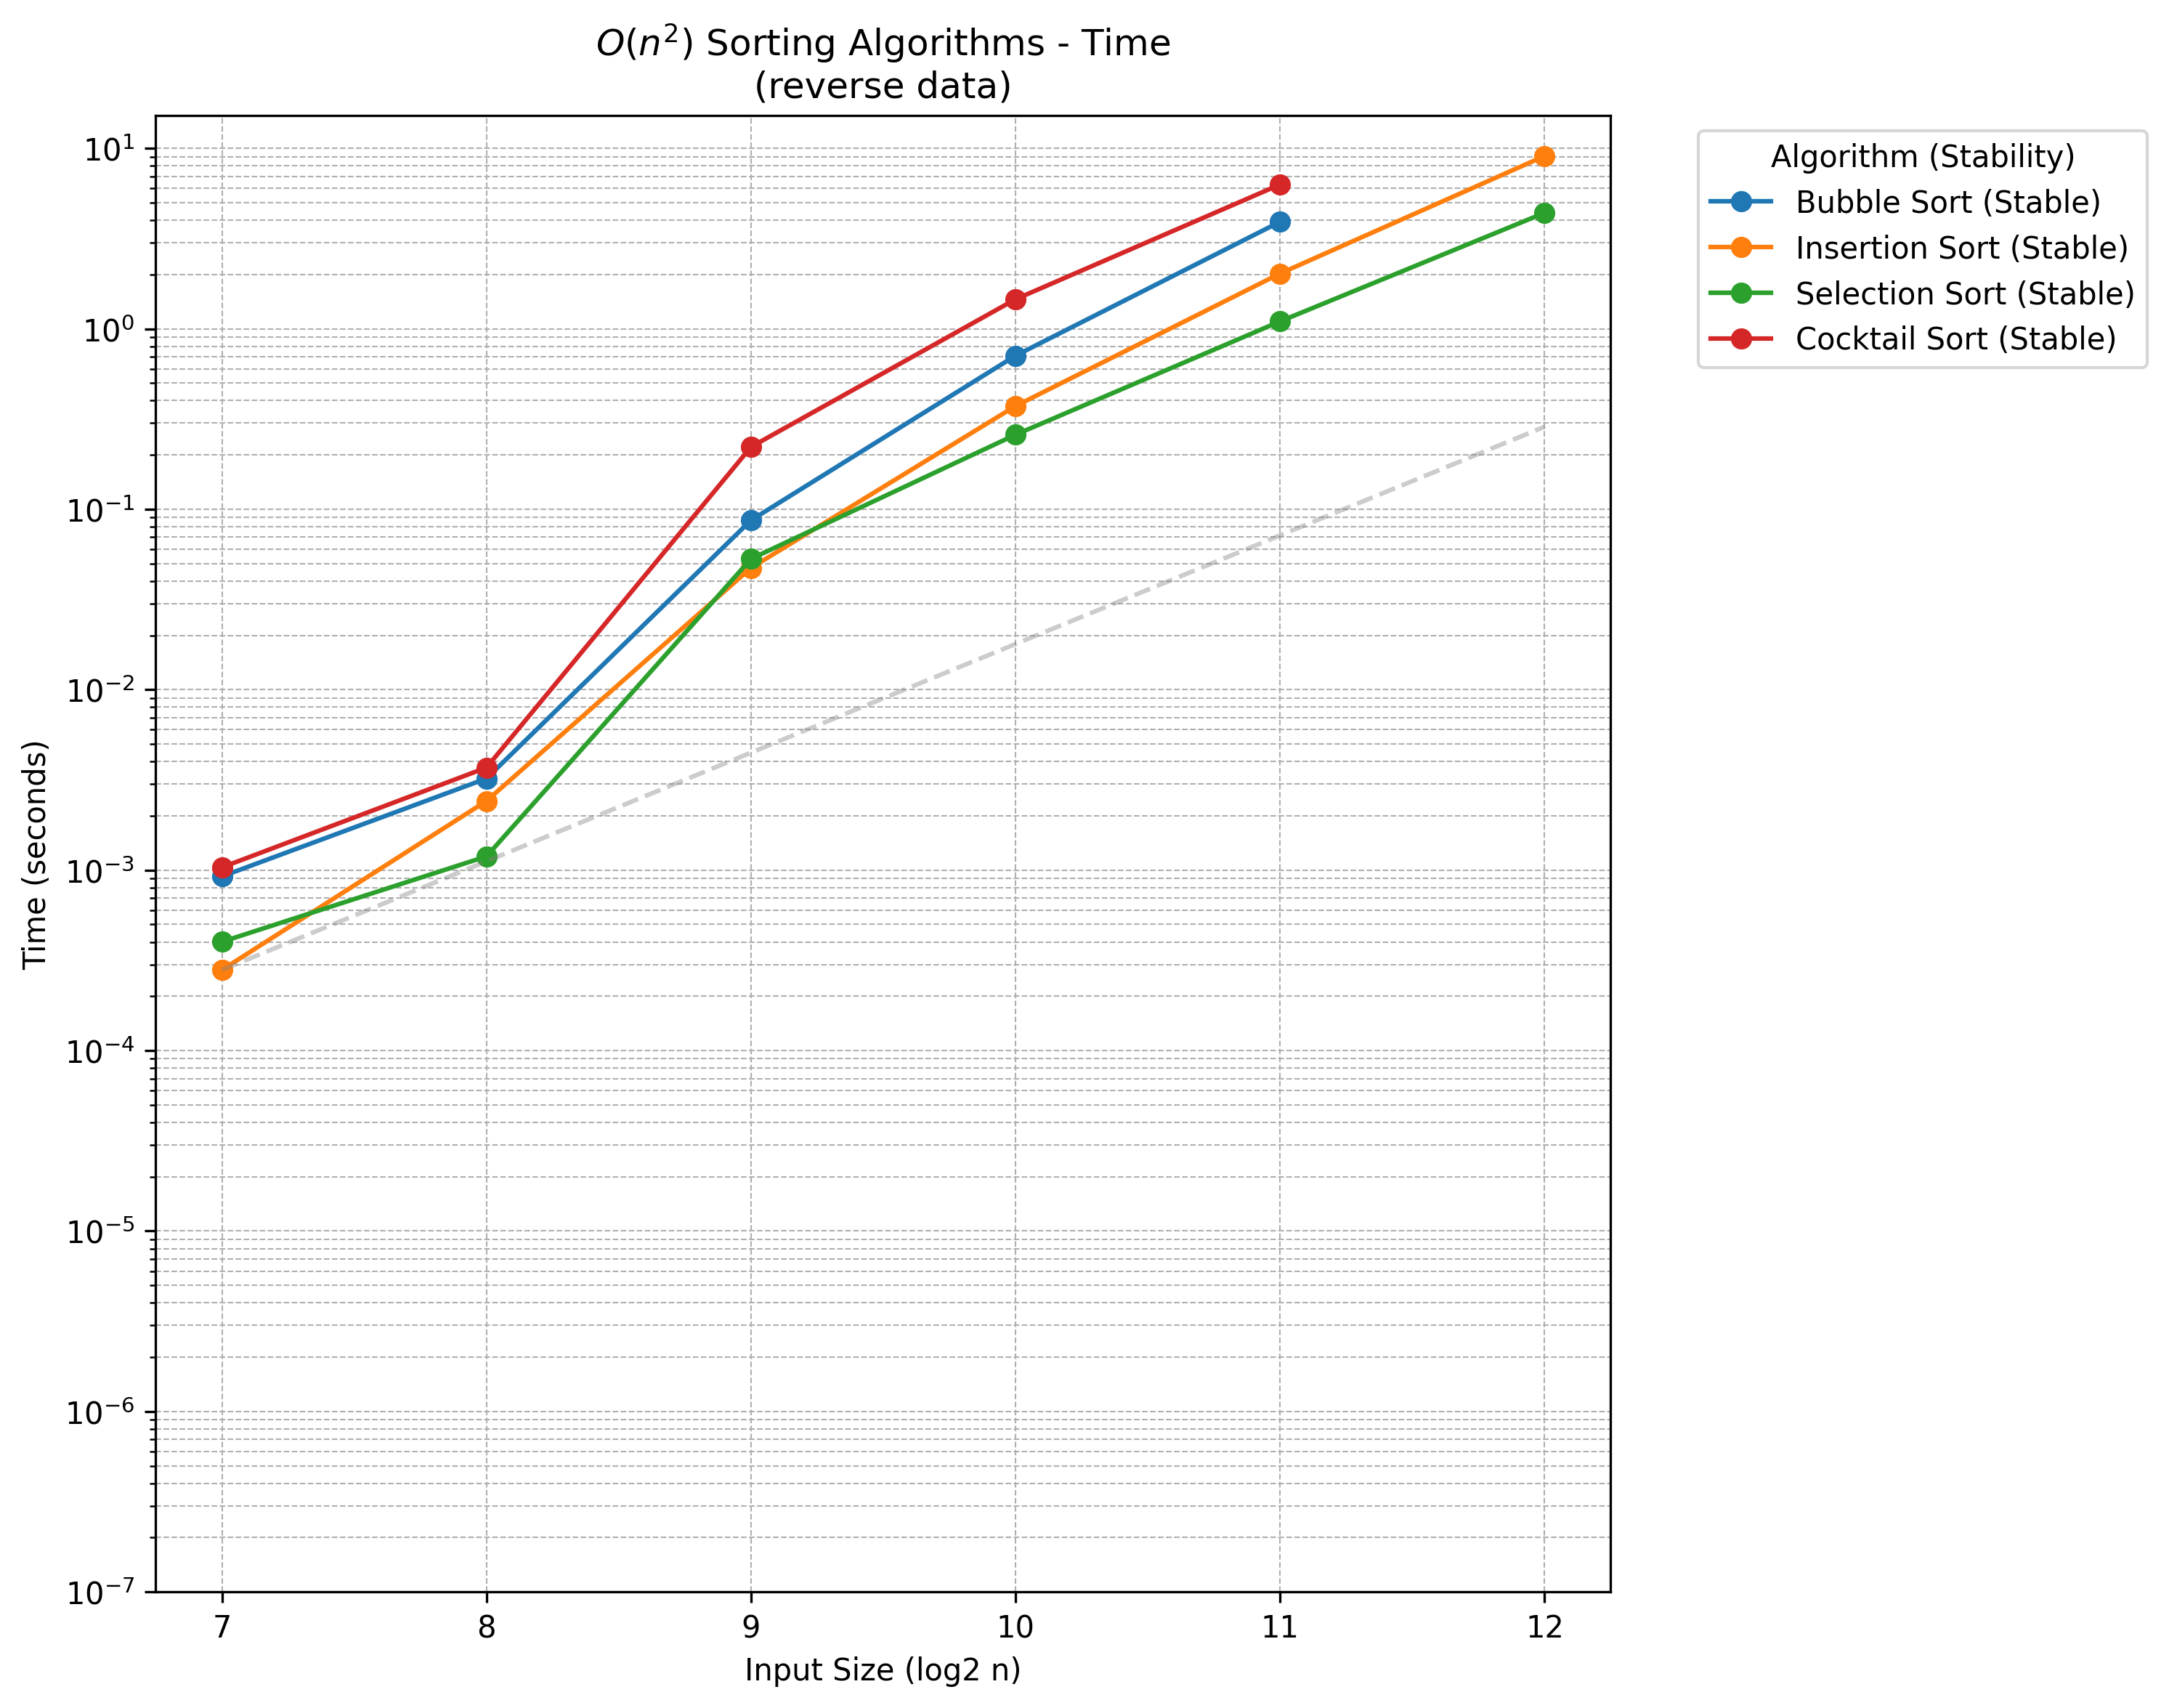 O(n²) Sorting Algorithms - Time
(reverse data)
Algorithm (Stability)
Bubble Sort (Stable)
Insertion Sort (Stable)
Selection Sort (Stable)
Cocktail Sort (Stable)
Time (seconds)
10¹
10⁰
10⁻¹
10⁻²
10⁻³
10⁻⁴
10⁻⁵
10⁻⁶
10⁻⁷
7 8 9 10 11 12
Input Size (log2 n)